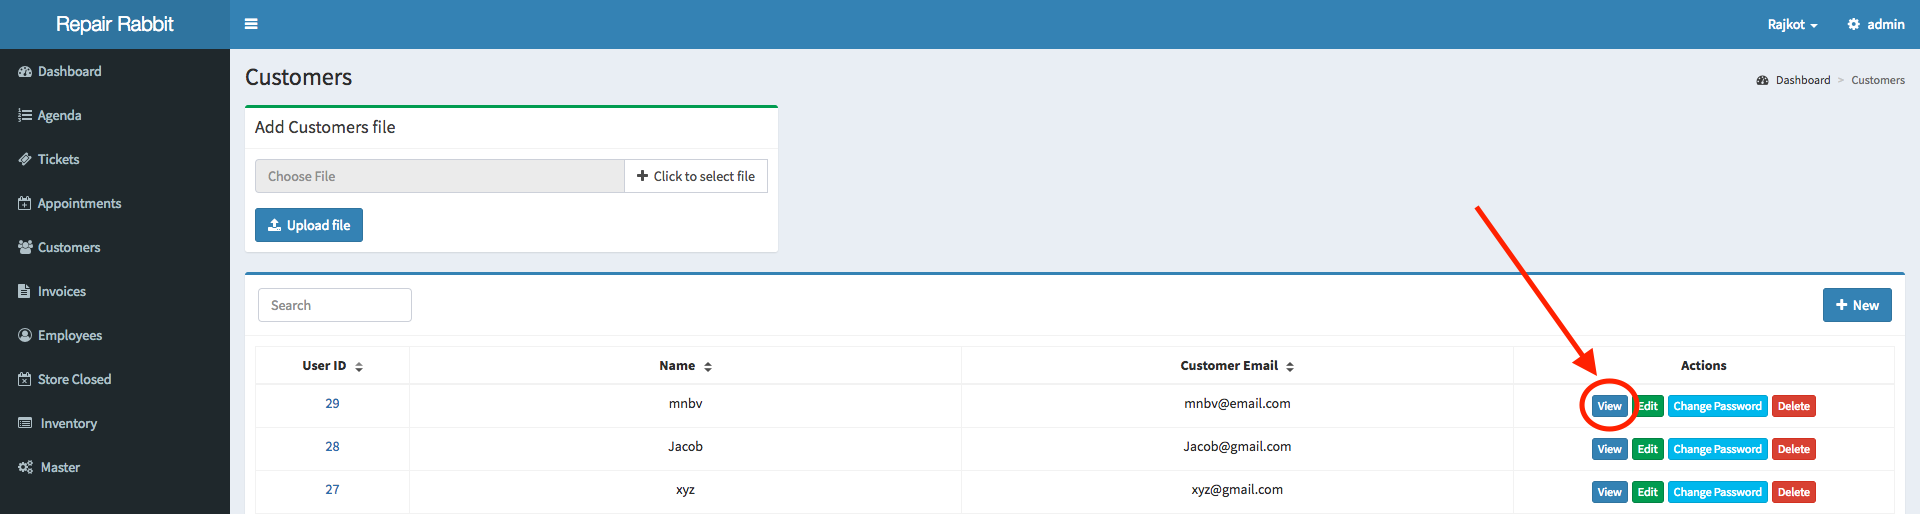 Repair Rabbit
Rajkot
admin
Dashboard
Agenda
Tickets
Appointments
Customers
Invoices
Employees
Store Closed
Inventory
Master
Customers
Dashboard > Customers
Add Customers file
Choose File
Click to select file
Upload file
Search
New
User ID Name Customer Email Actions
29 mnbv mnbv@email.com View Edit Change Password Delete
28 Jacob Jacob@gmail.com View Edit Change Password Delete
27 xyz xyz@gmail.com View Edit Change Password Delete